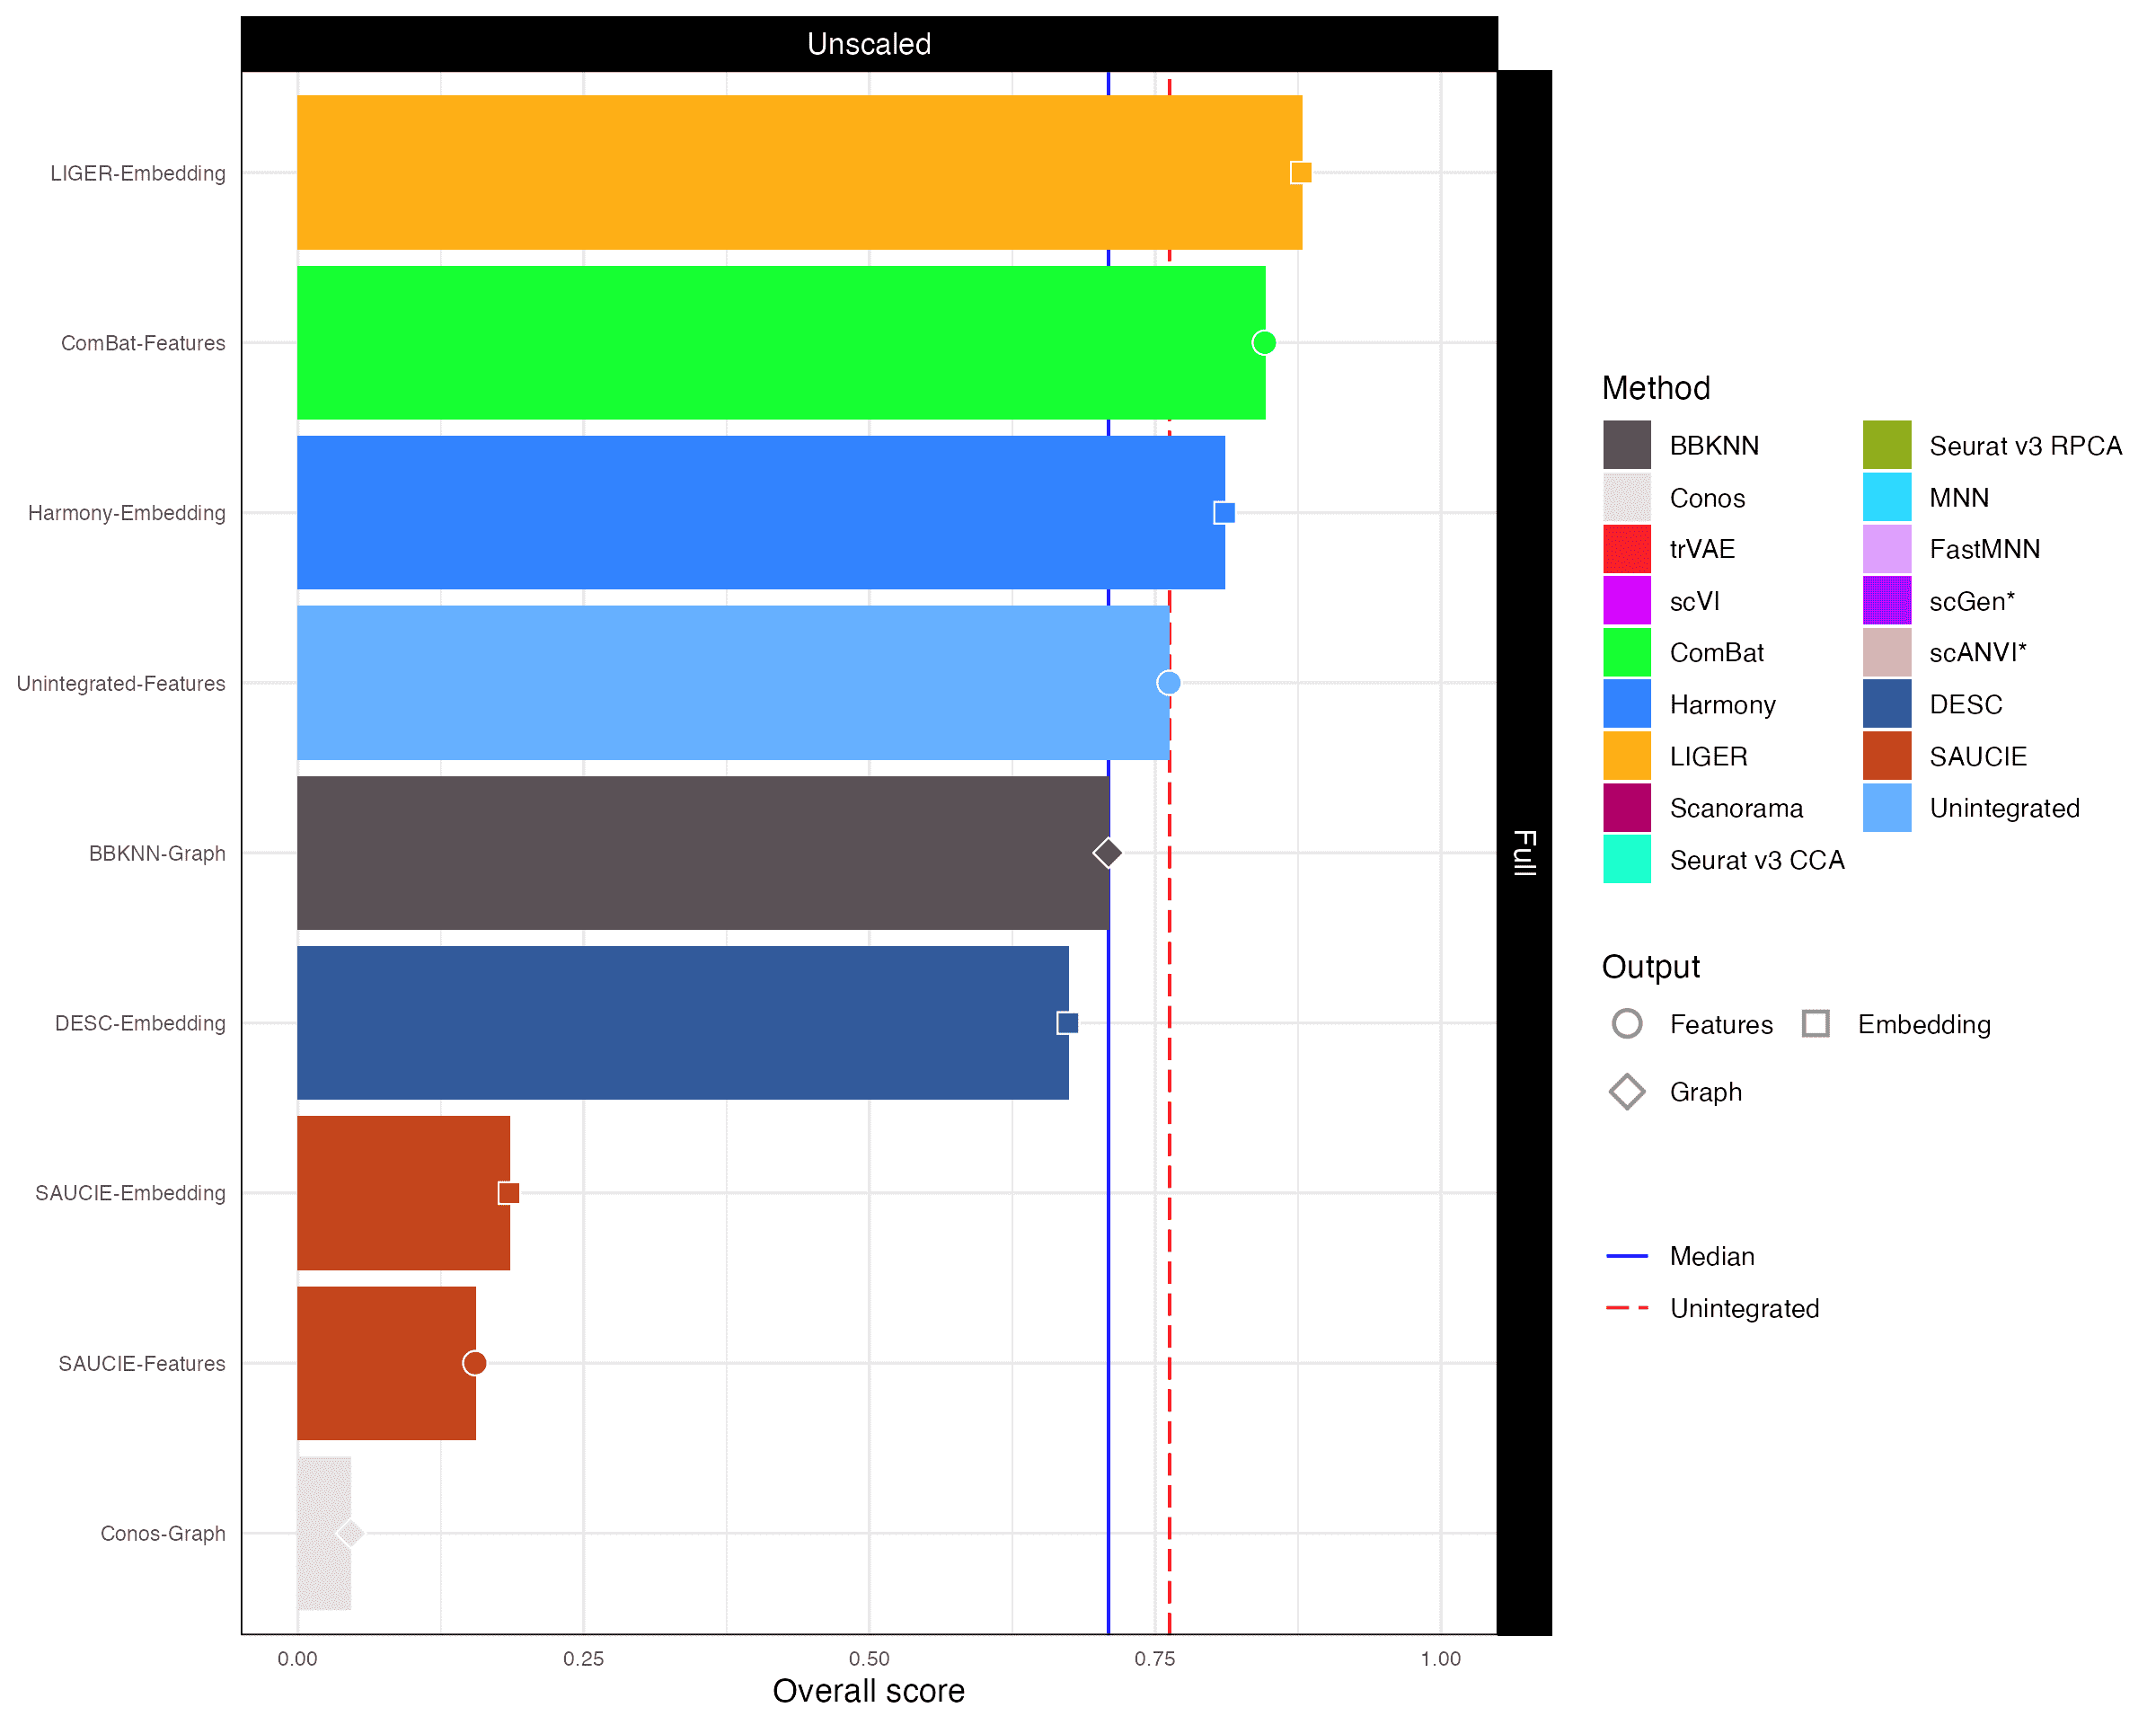 Unscaled
LIGER-Embedding
ComBat-Features
Harmony-Embedding
Unintegrated-Features
BBKNN-Graph
DESC-Embedding
SAUCIE-Embedding
SAUCIE-Features
Conos-Graph
0.00 0.25 0.50 0.75 1.00
Overall score
Full
Method
BBKNN Seurat v3 RPCA
Conos MNN
trVAE FastMNN
scVI scGen*
ComBat scANVI*
Harmony DESC
LIGER SAUCIE
Scanorama Unintegrated
Seurat v3 CCA
Output
Features Embedding
Graph
Median
Unintegrated